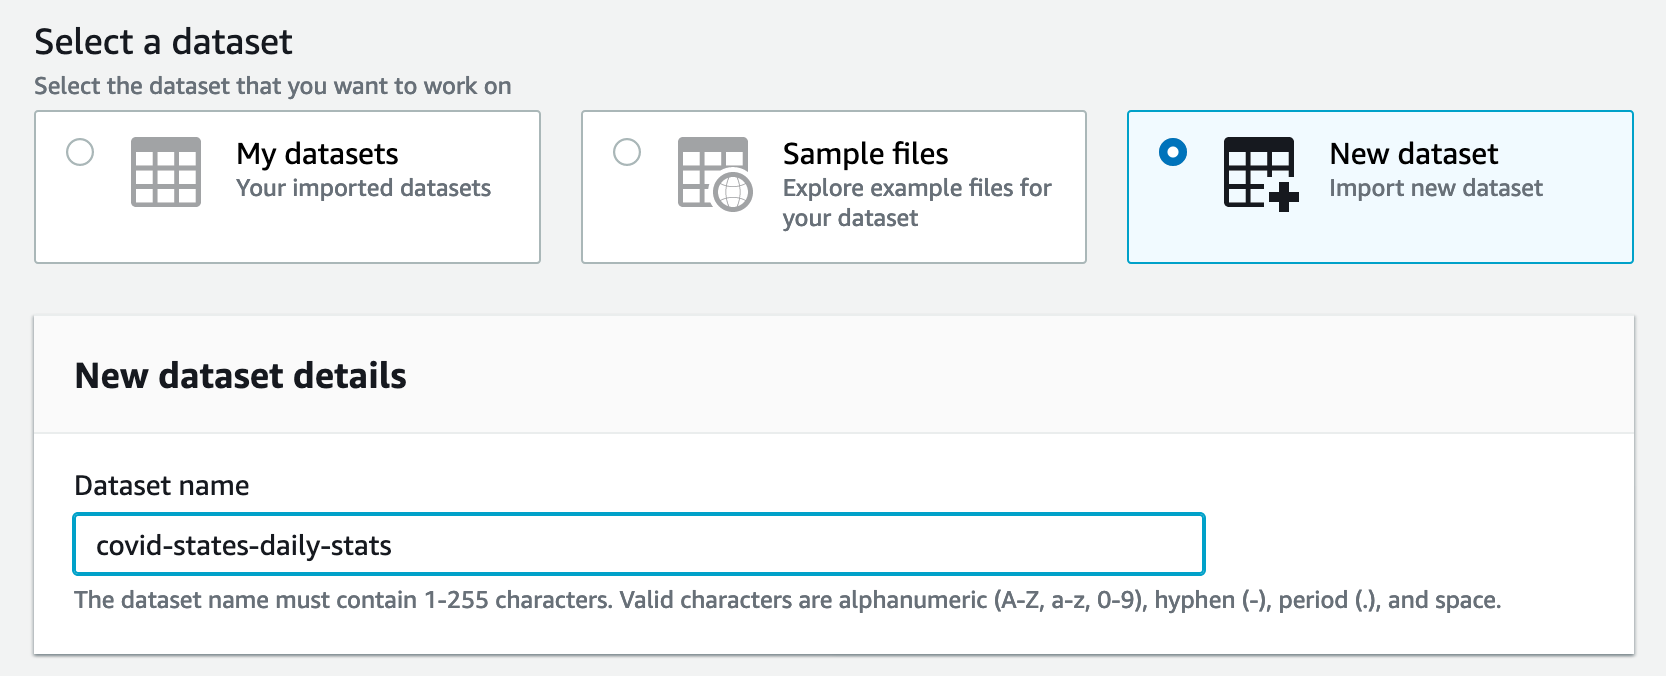 Select a dataset
Select the dataset that you want to work on
My datasets
Your imported datasets
Sample files
Explore example files for
your dataset
New dataset
Import new dataset
New dataset details
Dataset name
covid-states-daily-stats
The dataset name must contain 1-255 characters. Valid characters are alphanumeric (A-Z, a-z, 0-9), hyphen (-), period (.), and space.